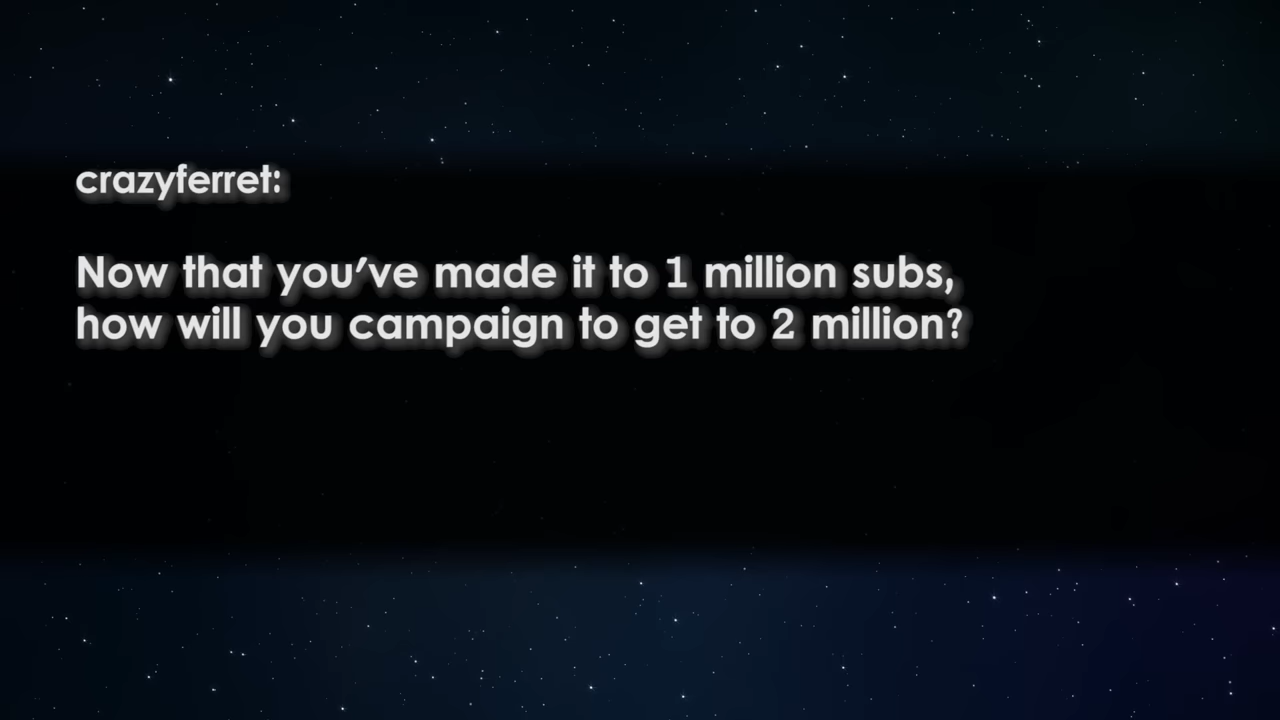 crazyferret:
Now that you've made it to 1 million subs,
how will you campaign to get to 2 million?